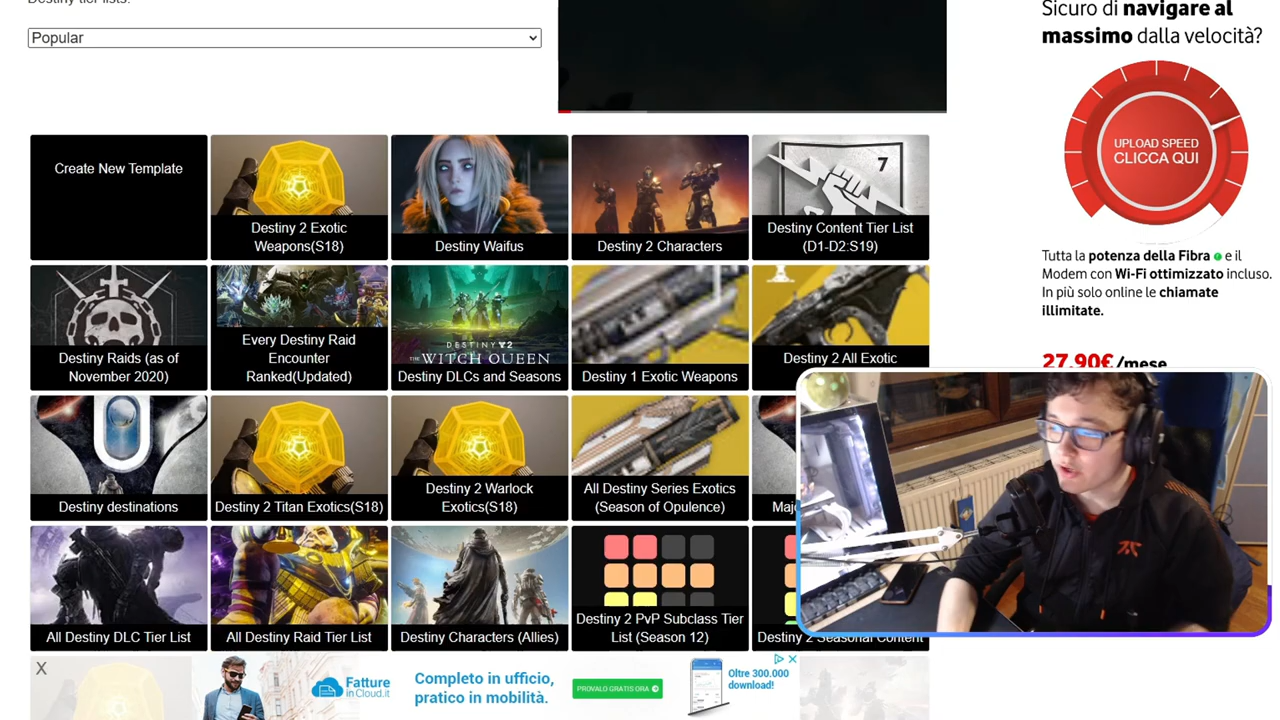 Destiny tier lists.
Popular
Create New Template
Destiny 2 Exotic
Weapons(S18)
Destiny Waifus
Destiny 2 Characters
7
Destiny Content Tier List
(D1-D2:S19)
Destiny Raids (as of
November 2020)
Every Destiny Raid
Encounter
Ranked(Updated)
DESTINY 2
THE WITCH QUEEN
Destiny DLCs and Seasons
Destiny 1 Exotic Weapons
Destiny 2 All Exotic
Destiny destinations
Destiny 2 Titan Exotics(S18)
Destiny 2 Warlock
Exotics(S18)
All Destiny Series Exotics
(Season of Opulence)
All Destiny DLC Tier List
All Destiny Raid Tier List
Destiny Characters (Allies)
Destiny 2 PvP Subclass Tier
List (Season 12)
Destiny 2 Seasonal Content
Sicuro di navigare al
massimo dalla velocità?
UPLOAD SPEED
CLICCA QUI
Tutta la potenza della Fibra e il
Modem con Wi-Fi ottimizzato incluso.
In più solo online le chiamate
illimitate.
27,90€/mese
X
Fatture
in Cloud.it
Completo in ufficio,
pratico in mobilità.
PROVALO GRATIS ORA
Oltre 300.000
download!